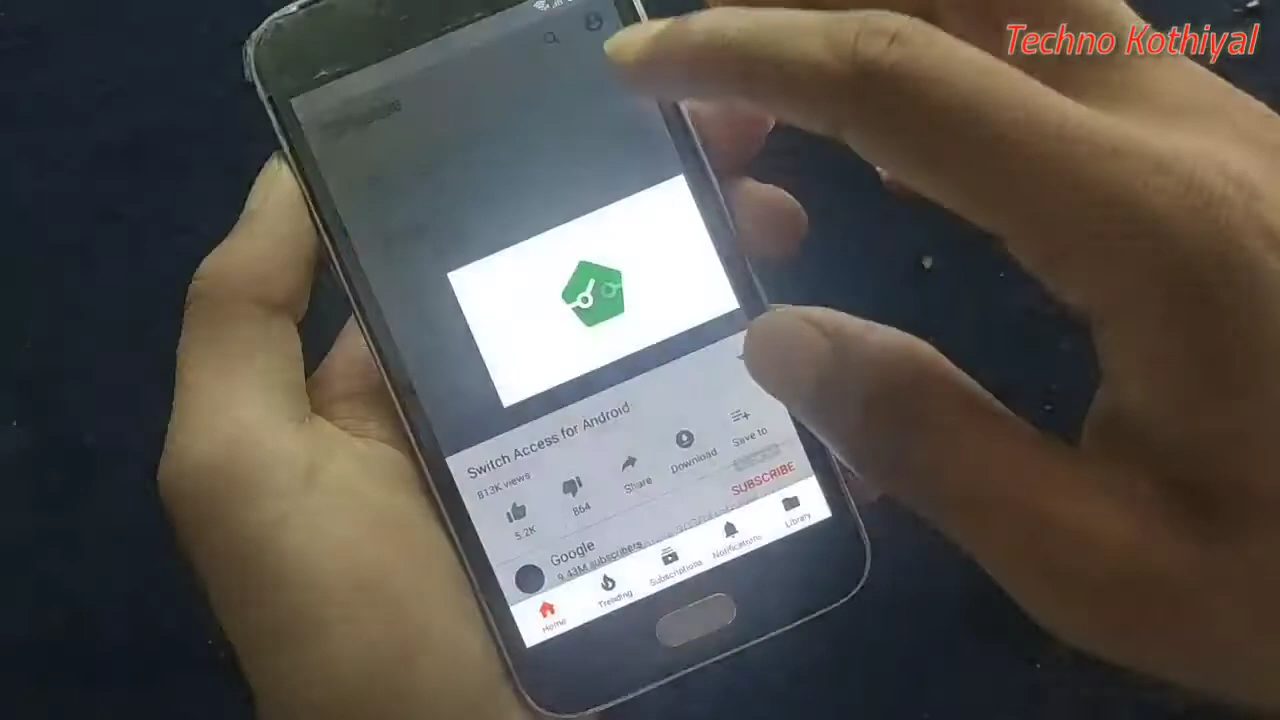 Techno Kothiyal
Switch Access for Android
813K views
5.2K
864
Share
Download
Save to
Google
9.43M subscribers
SUBSCRIBE
Home
Trending
Subscriptions
Notifications
Library